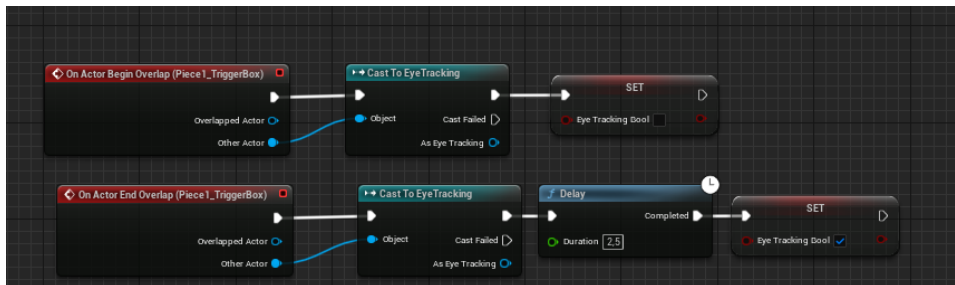 On Actor Begin Overlap (Piece1_TriggerBox)
Overlapped Actor
Other Actor
Cast To EyeTracking
Object
Cast Failed
As Eye Tracking
SET
Eye Tracking Bool
On Actor End Overlap (Piece1_TriggerBox)
Overlapped Actor
Other Actor
Cast To EyeTracking
Object
Cast Failed
As Eye Tracking
f Delay
Completed
Duration 2,5
SET
Eye Tracking Bool